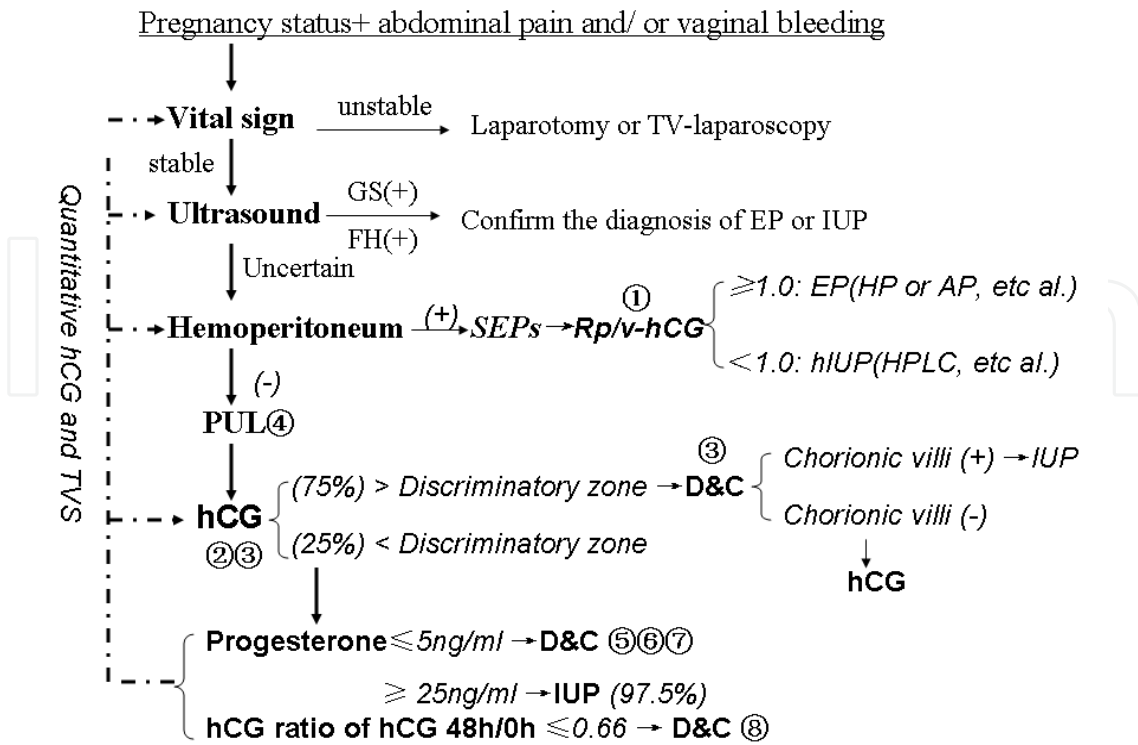 Pregnancy status+ abdominal pain and/ or vaginal bleeding
Vital sign
unstable
Laparotomy or TV-laparoscopy
stable
Ultrasound
GS(+)
FH(+)
Confirm the diagnosis of EP or IUP
Uncertain
Hemoperitoneum
(+)
SEPs
①
Rp/v-hCG
≥1.0: EP(HP or AP, etc al.)
<1.0: hIUP(HPLC, etc al.)
(-)
PUL④
hCG
②③
(75%) > Discriminatory zone
(25%) < Discriminatory zone
③
D&C
Chorionic villi (+) → IUP
Chorionic villi (-)
hCG
Progesterone ≤5ng/ml → D&C ⑤⑥⑦
≥ 25ng/ml → IUP (97.5%)
hCG ratio of hCG 48h/0h ≤0.66 → D&C ⑧
Quantitative hCG and TVS